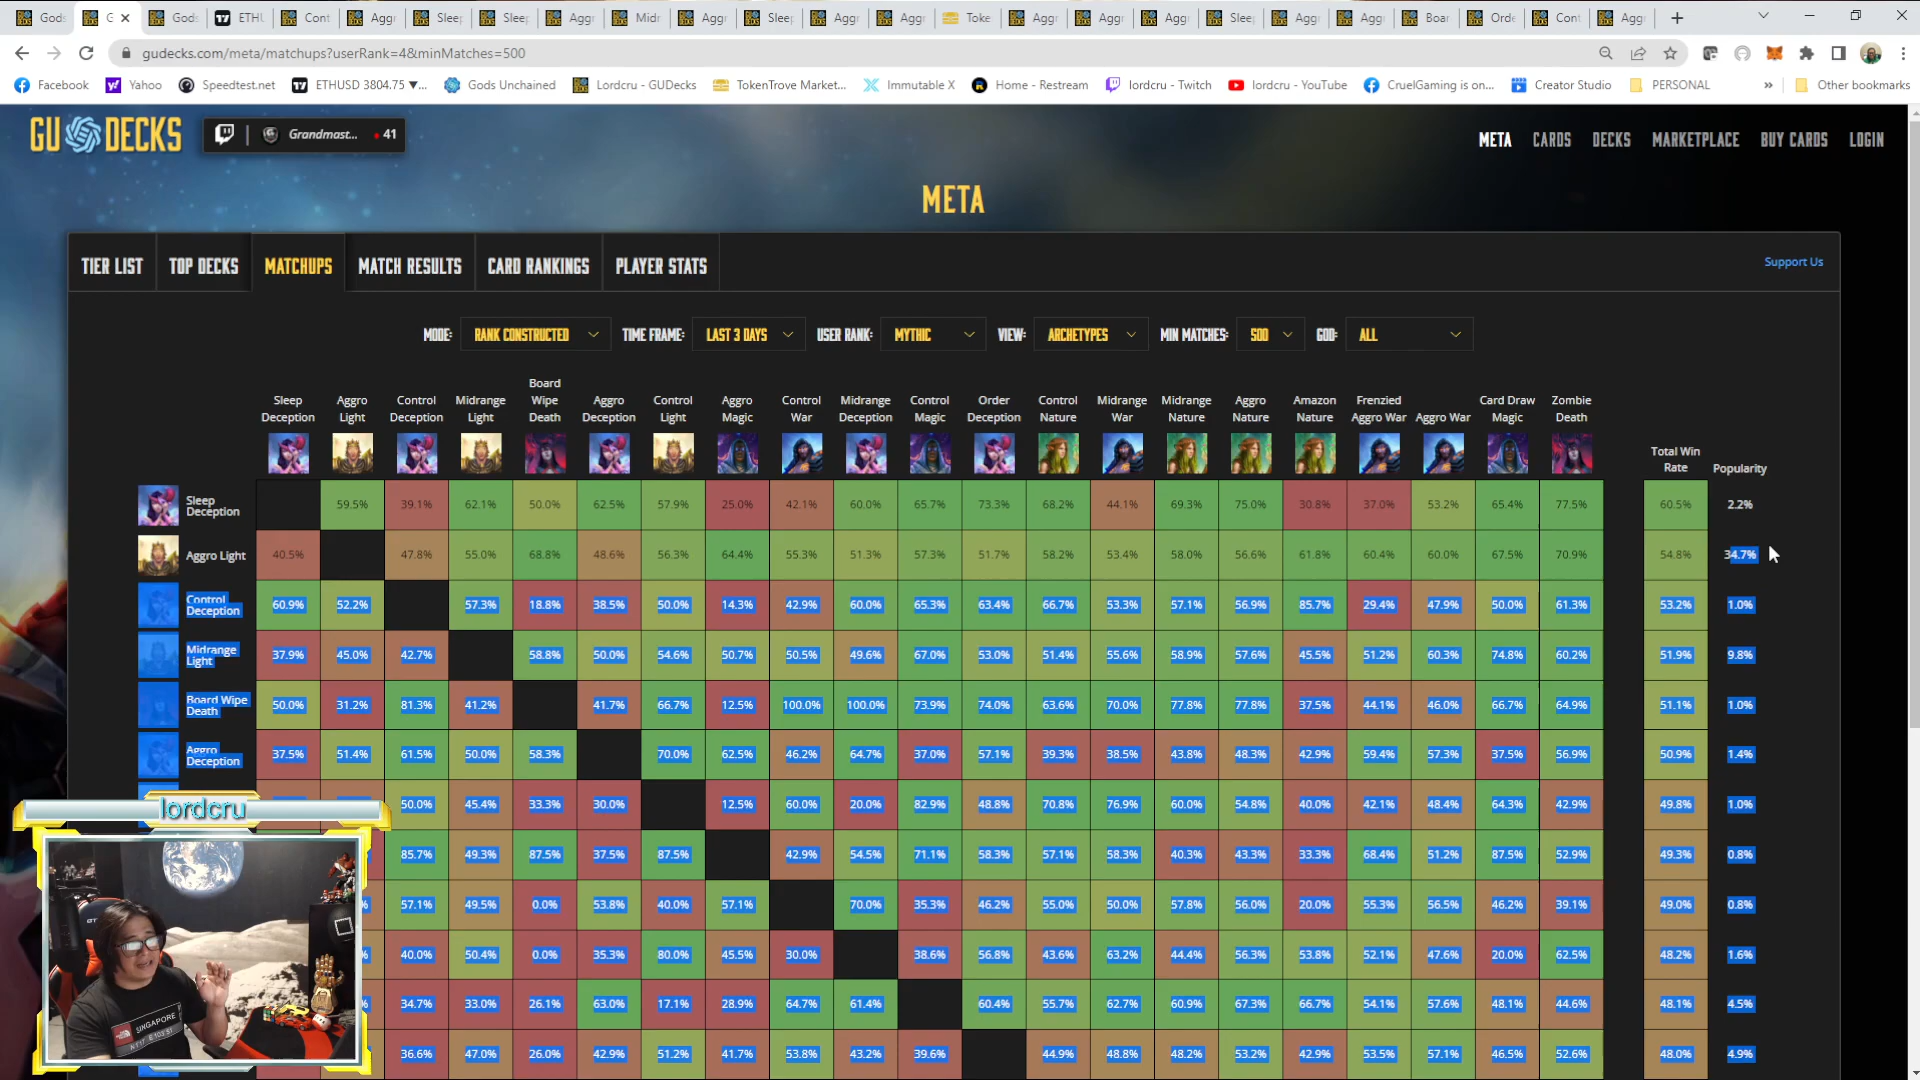 Gods
G
Gods
ETHU
Cont
Aggr
Sleep
Sleep
Aggr
Midr
Aggr
Sleep
Aggr
Aggr
Toke
Aggr
Aggr
Aggr
Sleep
Aggr
Aggr
Boar
Orde
Cont
Aggr
gudecks.com/meta/matchups?userRank=4&minMatches=500
Facebook
Yahoo
Speedtest.net
ETHUSD 3804.75 ▼...
Gods Unchained
Lordcru - GUDecks
TokenTrove Market...
Immutable X
Home - Restream
lordcru - Twitch
lordcru - YouTube
CruelGaming is on...
Creator Studio
PERSONAL
»
Other bookmarks
GU DECKS
Grandmast... • 41
META CARDS DECKS MARKETPLACE BUY CARDS LOGIN
META
TIER LIST TOP DECKS MATCHUPS MATCH RESULTS CARD RANKINGS PLAYER STATS
Support Us
MODE: RANK CONSTRUCTED TIME FRAME: LAST 3 DAYS USER RANK: MYTHIC VIEW: ARCHETYPES MIN MATCHES: 500 GOD: ALL
Sleep Deception
Aggro Light
Control Deception
Midrange Light
Board Wipe Death
Aggro Deception
Control Light
Aggro Magic
Control War
Midrange Deception
Control Magic
Order Deception
Control Nature
Midrange War
Midrange Nature
Aggro Nature
Amazon Nature
Frenzied Aggro War
Aggro War
Card Draw Magic
Zombie Death
Total Win Rate
Popularity
Sleep Deception 59.5% 39.1% 62.1% 50.0% 62.5% 57.9% 25.0% 42.1% 60.0% 65.7% 73.3% 68.2% 44.1% 69.3% 75.0% 30.8% 37.0% 53.2% 65.4% 77.5% 60.5% 2.2%
Aggro Light 40.5% 47.8% 55.0% 68.8% 48.6% 56.3% 64.4% 55.3% 51.3% 57.3% 51.7% 58.2% 53.4% 58.0% 56.6% 61.8% 60.4% 60.0% 67.5% 70.9% 54.8% 34.7%
Control Deception 60.9% 52.2% 57.3% 18.8% 38.5% 50.0% 14.3% 42.9% 60.0% 65.3% 63.4% 66.7% 53.3% 57.1% 56.9% 85.7% 29.4% 47.9% 50.0% 61.3% 53.2% 1.0%
Midrange Light 37.9% 45.0% 42.7% 58.8% 50.0% 54.6% 50.7% 50.5% 49.6% 67.0% 53.0% 51.4% 55.6% 58.9% 57.6% 45.5% 51.2% 60.3% 74.8% 60.2% 51.9% 9.8%
Board Wipe Death 50.0% 31.2% 81.3% 41.2% 41.7% 66.7% 12.5% 100.0% 100.0% 73.9% 74.0% 63.6% 70.0% 77.8% 77.8% 37.5% 44.1% 46.0% 66.7% 64.9% 51.1% 1.0%
Aggro Deception 37.5% 51.4% 61.5% 50.0% 58.3% 70.0% 62.5% 46.2% 64.7% 37.0% 57.1% 39.3% 38.5% 43.8% 48.3% 42.9% 59.4% 57.3% 37.5% 56.9% 50.9% 1.4%
50.0% 45.4% 33.3% 30.0% 12.5% 60.0% 20.0% 82.9% 48.8% 70.8% 76.9% 60.0% 54.8% 40.0% 42.1% 48.4% 64.3% 42.9% 49.8% 1.0%
85.7% 49.3% 87.5% 37.5% 87.5% 42.9% 54.5% 71.1% 58.3% 57.1% 58.3% 40.3% 43.3% 33.3% 68.4% 51.2% 87.5% 52.9% 49.3% 0.8%
% 57.1% 49.5% 0.0% 53.8% 40.0% 57.1% 70.0% 35.3% 46.2% 55.0% 50.0% 57.8% 56.0% 20.0% 55.3% 56.5% 46.2% 39.1% 49.0% 0.8%
40.0% 50.4% 0.0% 35.3% 80.0% 45.5% 30.0% 38.6% 56.8% 43.6% 63.2% 44.4% 56.3% 53.8% 52.1% 47.6% 20.0% 62.5% 48.2% 1.6%
34.7% 33.0% 26.1% 63.0% 17.1% 28.9% 64.7% 61.4% 60.4% 55.7% 62.7% 60.9% 67.3% 66.7% 54.1% 57.6% 48.1% 44.6% 48.1% 4.5%
36.6% 47.0% 26.0% 42.9% 51.2% 41.7% 53.8% 43.2% 39.6% 44.9% 48.8% 48.2% 53.2% 42.9% 53.5% 57.1% 46.5% 52.6% 48.0% 4.9%
lordcru
SINGAPORE